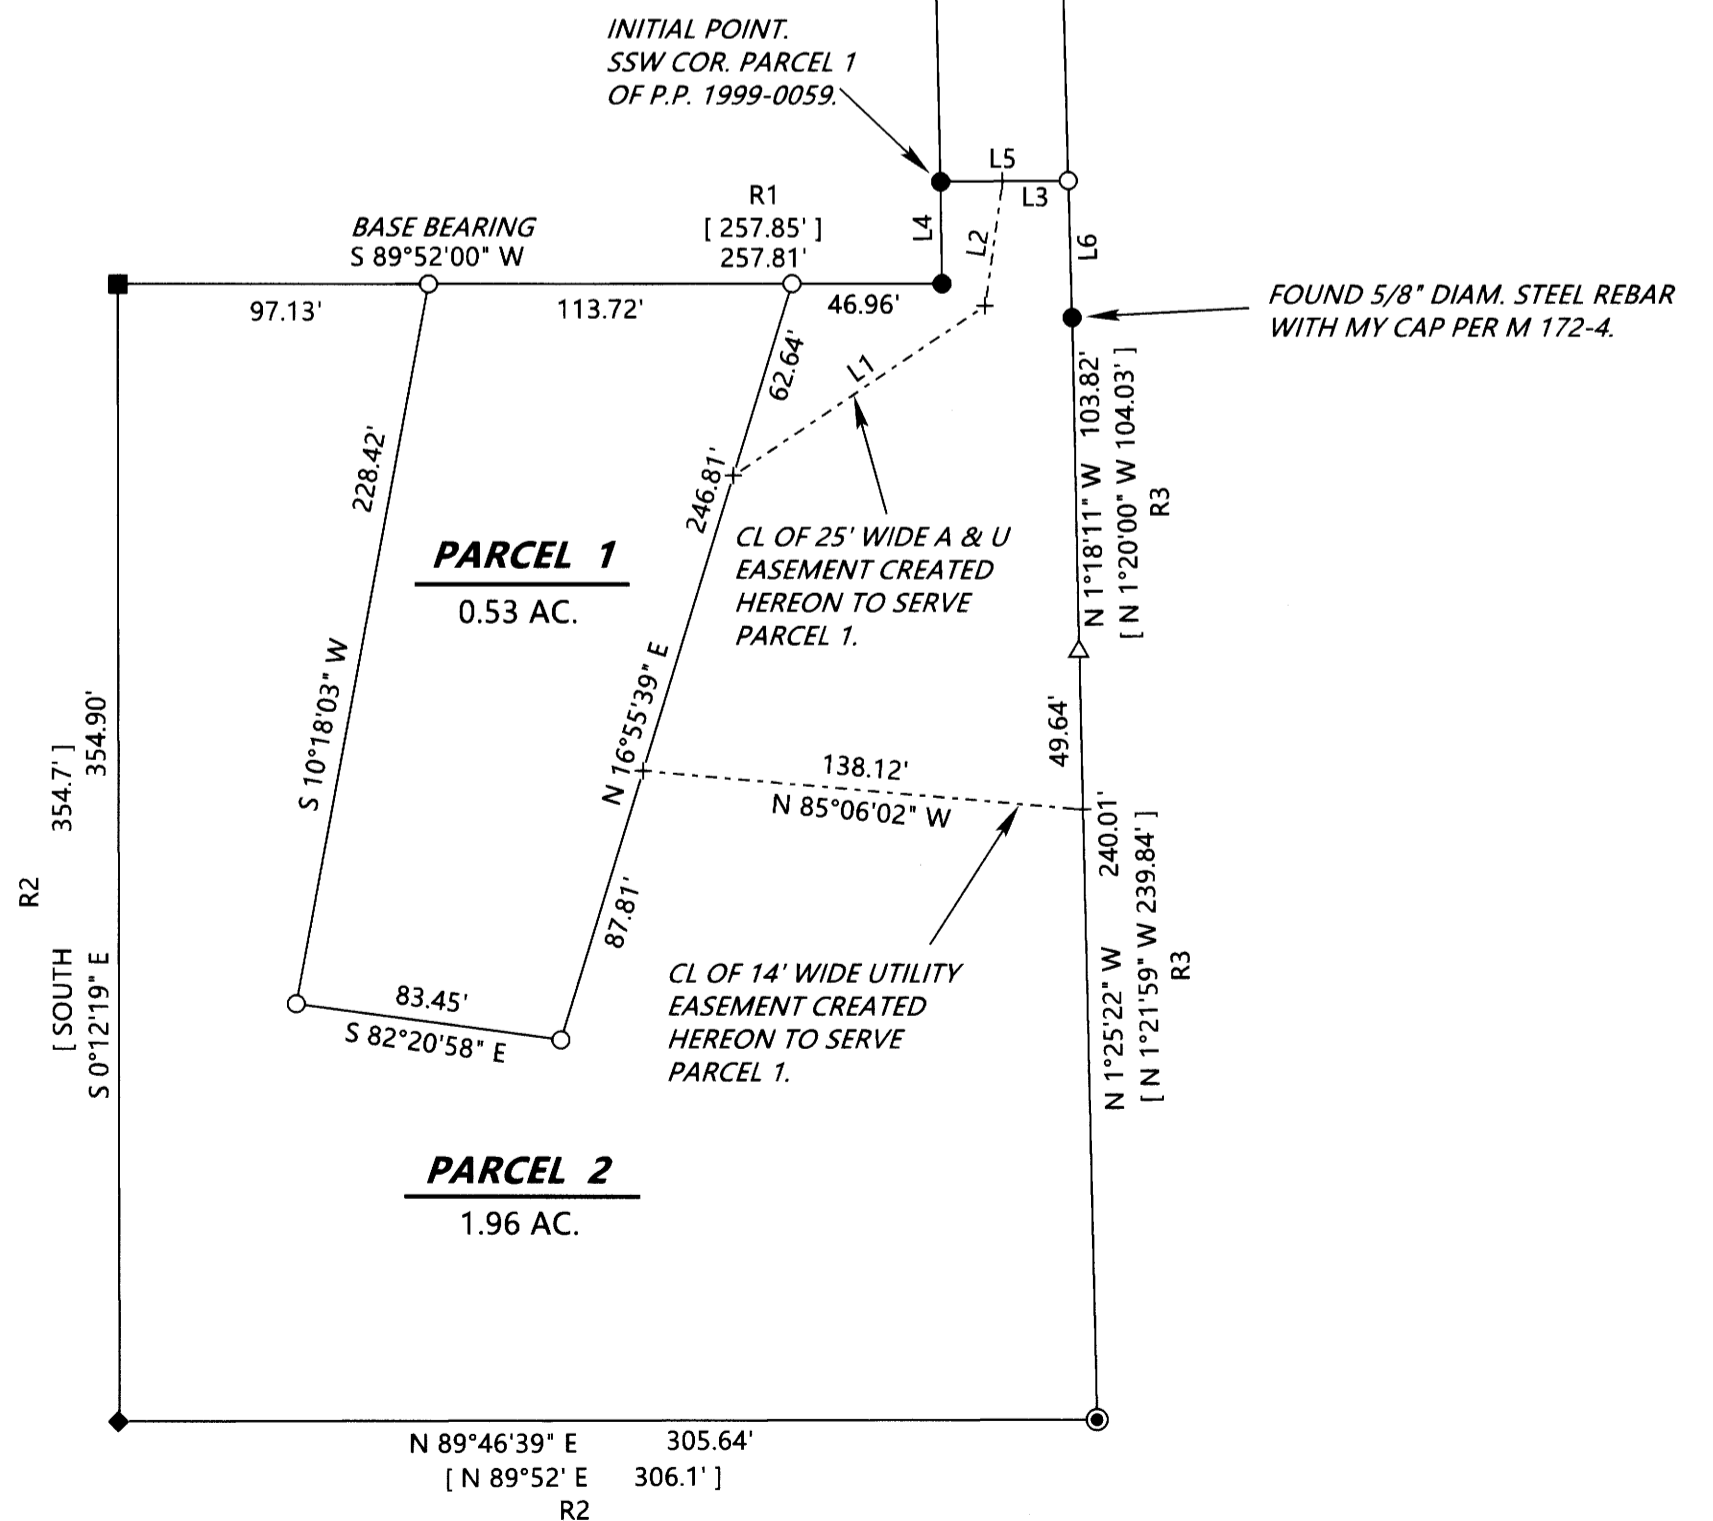 INITIAL POINT.
SSW COR. PARCEL 1
OF P.P. 1999-0059.
L5
L3
L4
L2
L6
R1
[ 257.85' ]
257.81'
BASE BEARING
S 89°52'00" W
97.13'
113.72'
46.96'
FOUND 5/8" DIAM. STEEL REBAR
WITH MY CAP PER M 172-4.
62.64'
L1
228.42'
246.81'
N 1°18'11" W 103.82'
[ N 1°20'00" W 104.03' ]
R3
CL OF 25' WIDE A & U
EASEMENT CREATED
HEREON TO SERVE
PARCEL 1.
PARCEL 1
0.53 AC.
S 10°18'03" W
N 16°55'39" E
49.64'
138.12'
N 85°06'02" W
R2
[ SOUTH 354.7' ]
S 0°12'19" E 354.90'
87.81'
N 1°25'22" W 240.01'
[ N 1°21'59" W 239.84' ]
R3
CL OF 14' WIDE UTILITY
EASEMENT CREATED
HEREON TO SERVE
PARCEL 1.
83.45'
S 82°20'58" E
PARCEL 2
1.96 AC.
N 89°46'39" E 305.64'
[ N 89°52' E 306.1' ]
R2